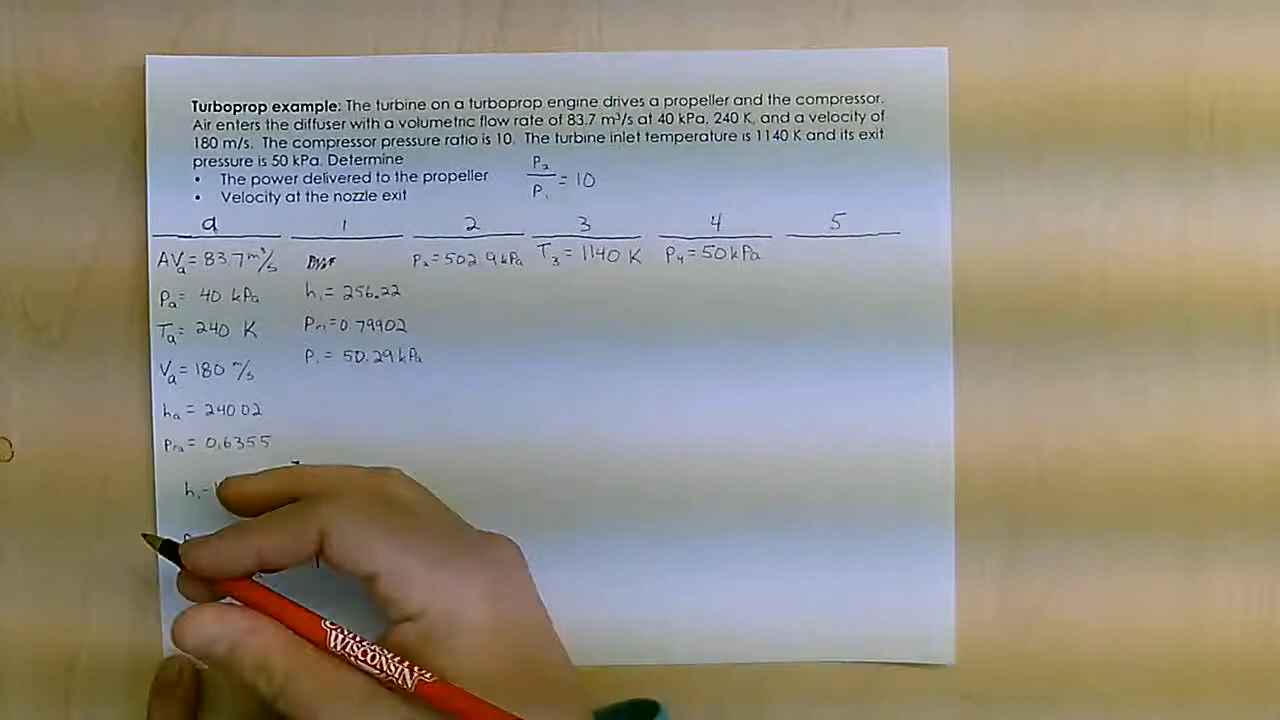 Turboprop example: The turbine on a turboprop engine drives a propeller and the compressor.
Air enters the diffuser with a volumetric flow rate of 83.7 m³/s at 40 kPa, 240 K, and a velocity of
180 m/s. The compressor pressure ratio is 10. The turbine inlet temperature is 1140 K and its exit
pressure is 50 kPa. Determine
• The power delivered to the propeller
• Velocity at the nozzle exit
P₂/P₁ = 10
a 1 2 3 4 5
AVₐ = 83.7 m³/s
P₂ = 502.9 kPa
T₃ = 1140 K
P₄ = 50 kPa
Pₐ = 40 kPa
h₁ = 256.22
Tₐ = 240 K
Pr₁ = 0.79902
Vₐ = 180 m/s
P₁ = 50.29 kPa
hₐ = 240.02
Prₐ = 0.6355
h₁ -
UNIVERSITY OF
WISCONSIN